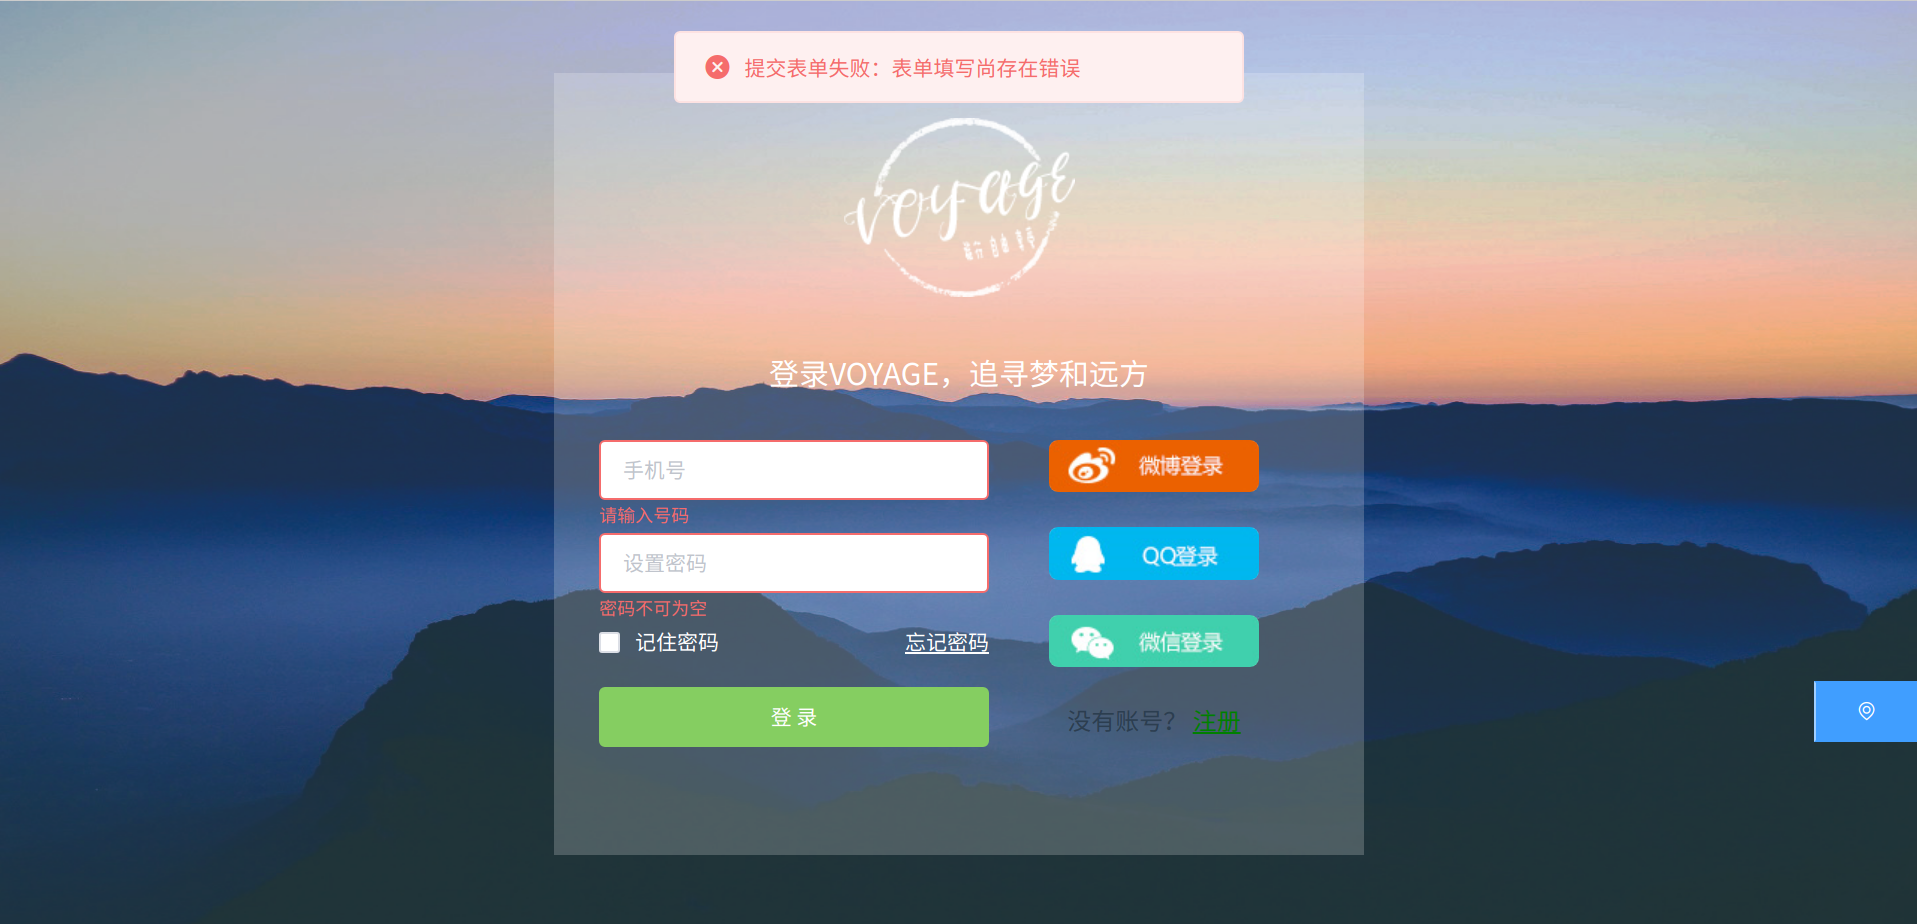 提交表单失败：表单填写尚存在错误
voyage
登录VOYAGE，追寻梦和远方
手机号
请输入号码
设置密码
密码不可为空
记住密码
忘记密码
登 录
微博登录
QQ登录
微信登录
没有账号？ 注册